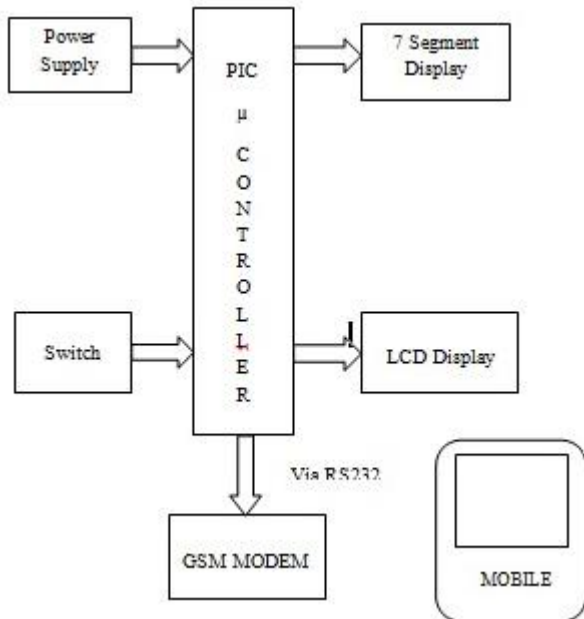 Power
Supply
PIC
μ
C
O
N
T
R
O
L
L
E
R
7 Segment
Display
Switch
LCD Display
Via RS232
GSM MODEM
MOBILE